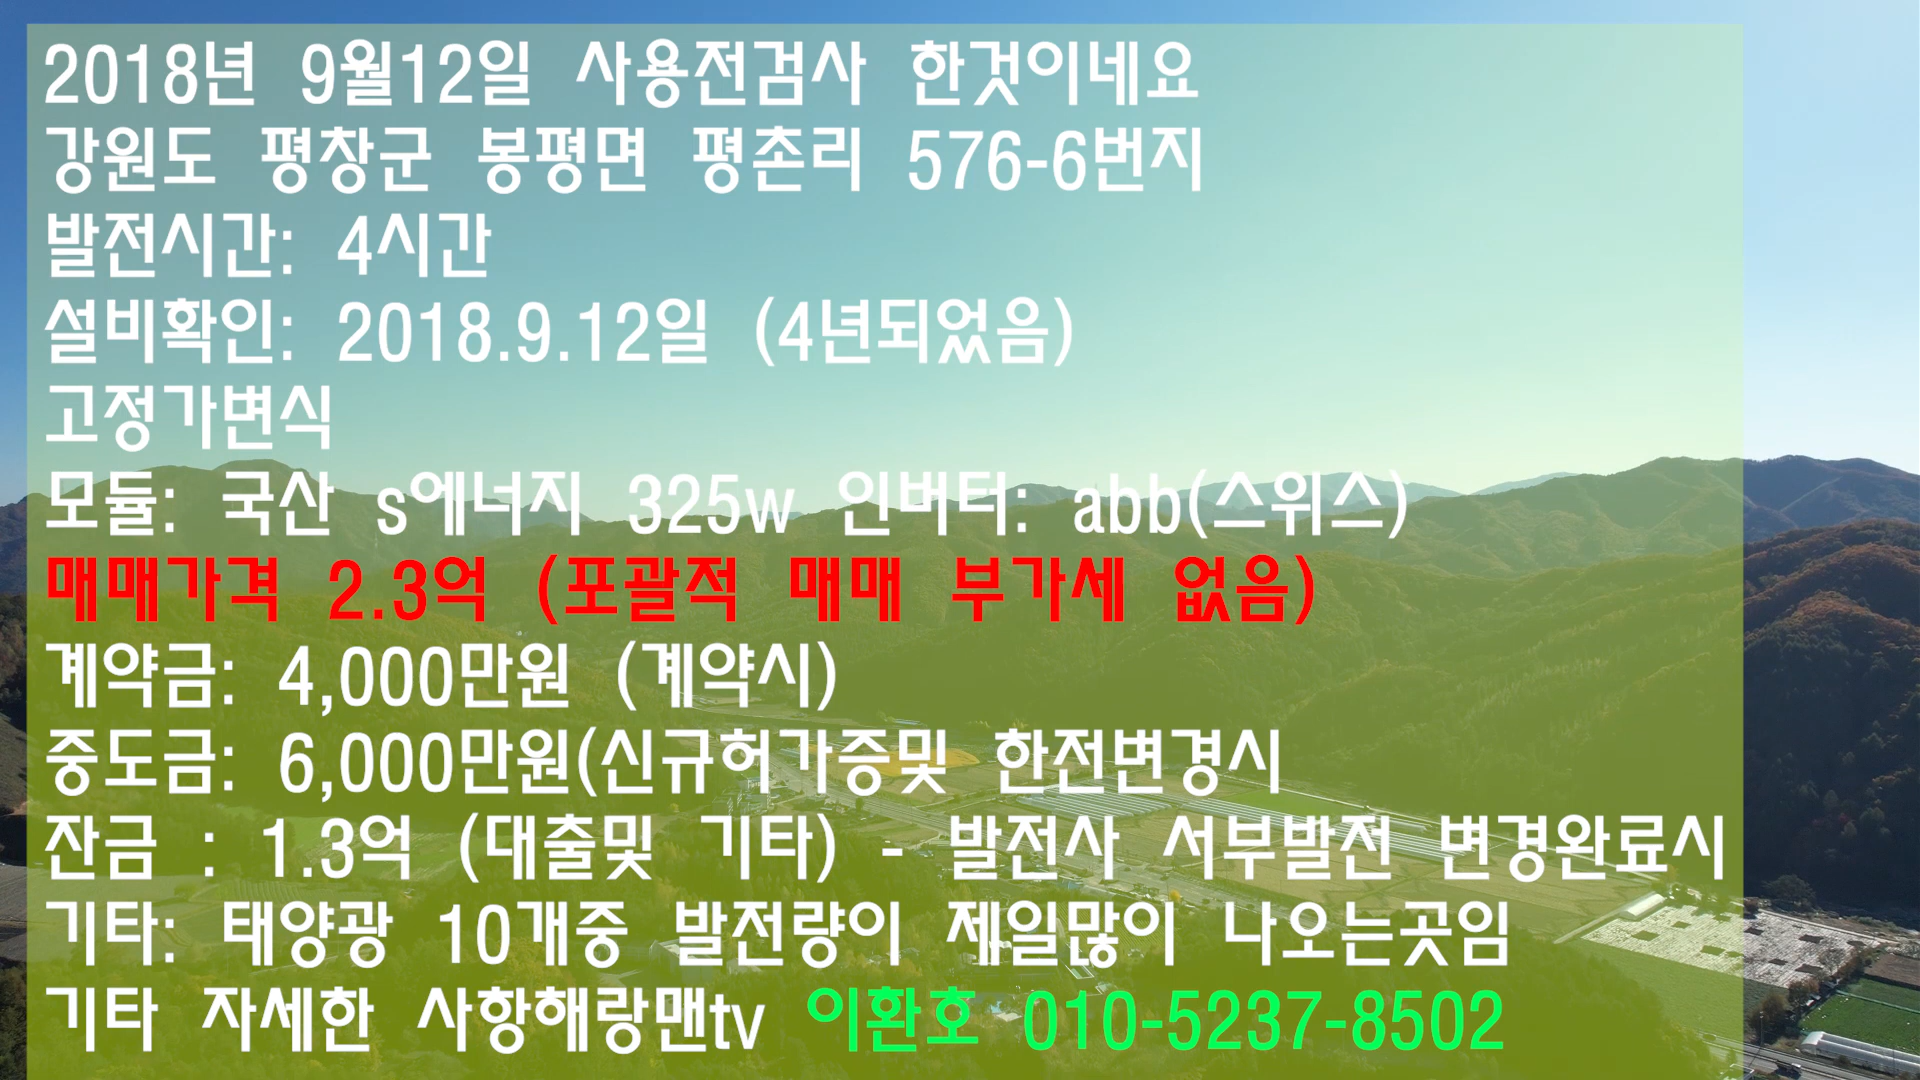 2018년 9월12일 사용전검사 한것이네요
강원도 평창군 봉평면 평촌리 576-6번지
발전시간: 4시간
설비확인: 2018.9.12일 (4년되었음)
고정가변식
모듈: 국산 s에너지 325w 인버터: abb(스위스)
매매가격 2.3억 (포괄적 매매 부가세 없음)
계약금: 4,000만원 (계약시)
중도금: 6,000만원(신규허가증및 한전변경시
잔금 : 1.3억 (대출및 기타) - 발전사 서부발전 변경완료시
기타: 태양광 10개중 발전량이 제일많이 나오는곳임
기타 자세한 사항해랑맨tv 이환호 010-5237-8502